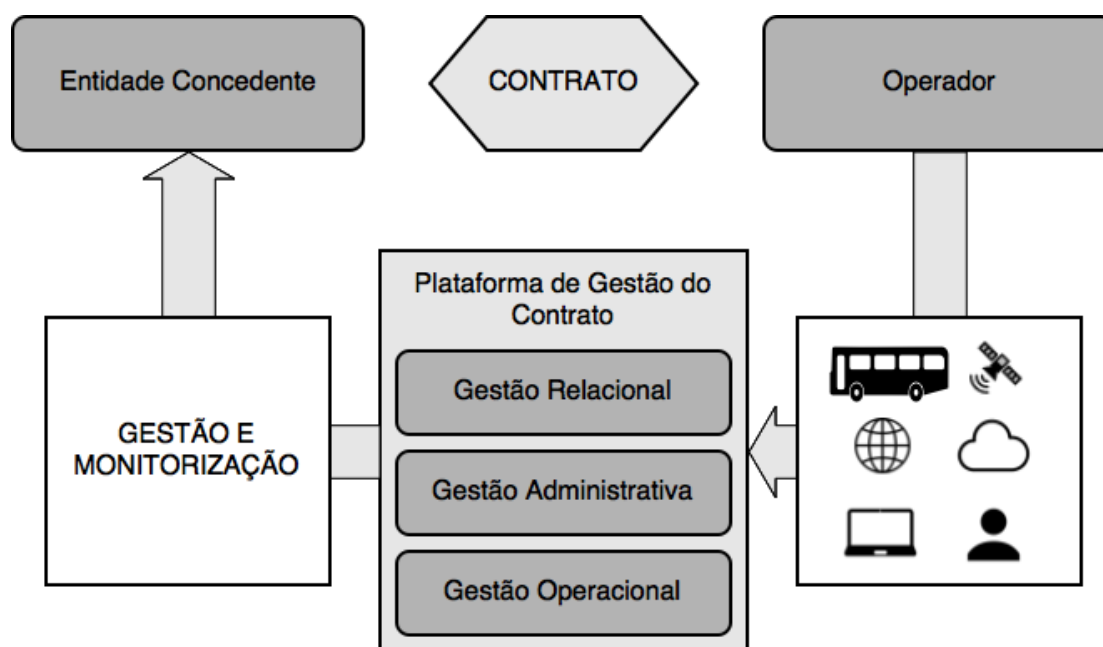 Entidade Concedente
CONTRATO
Operador
Plataforma de Gestão do
Contrato
Gestão Relacional
GESTÃO E
MONITORIZAÇÃO
Gestão Administrativa
Gestão Operacional